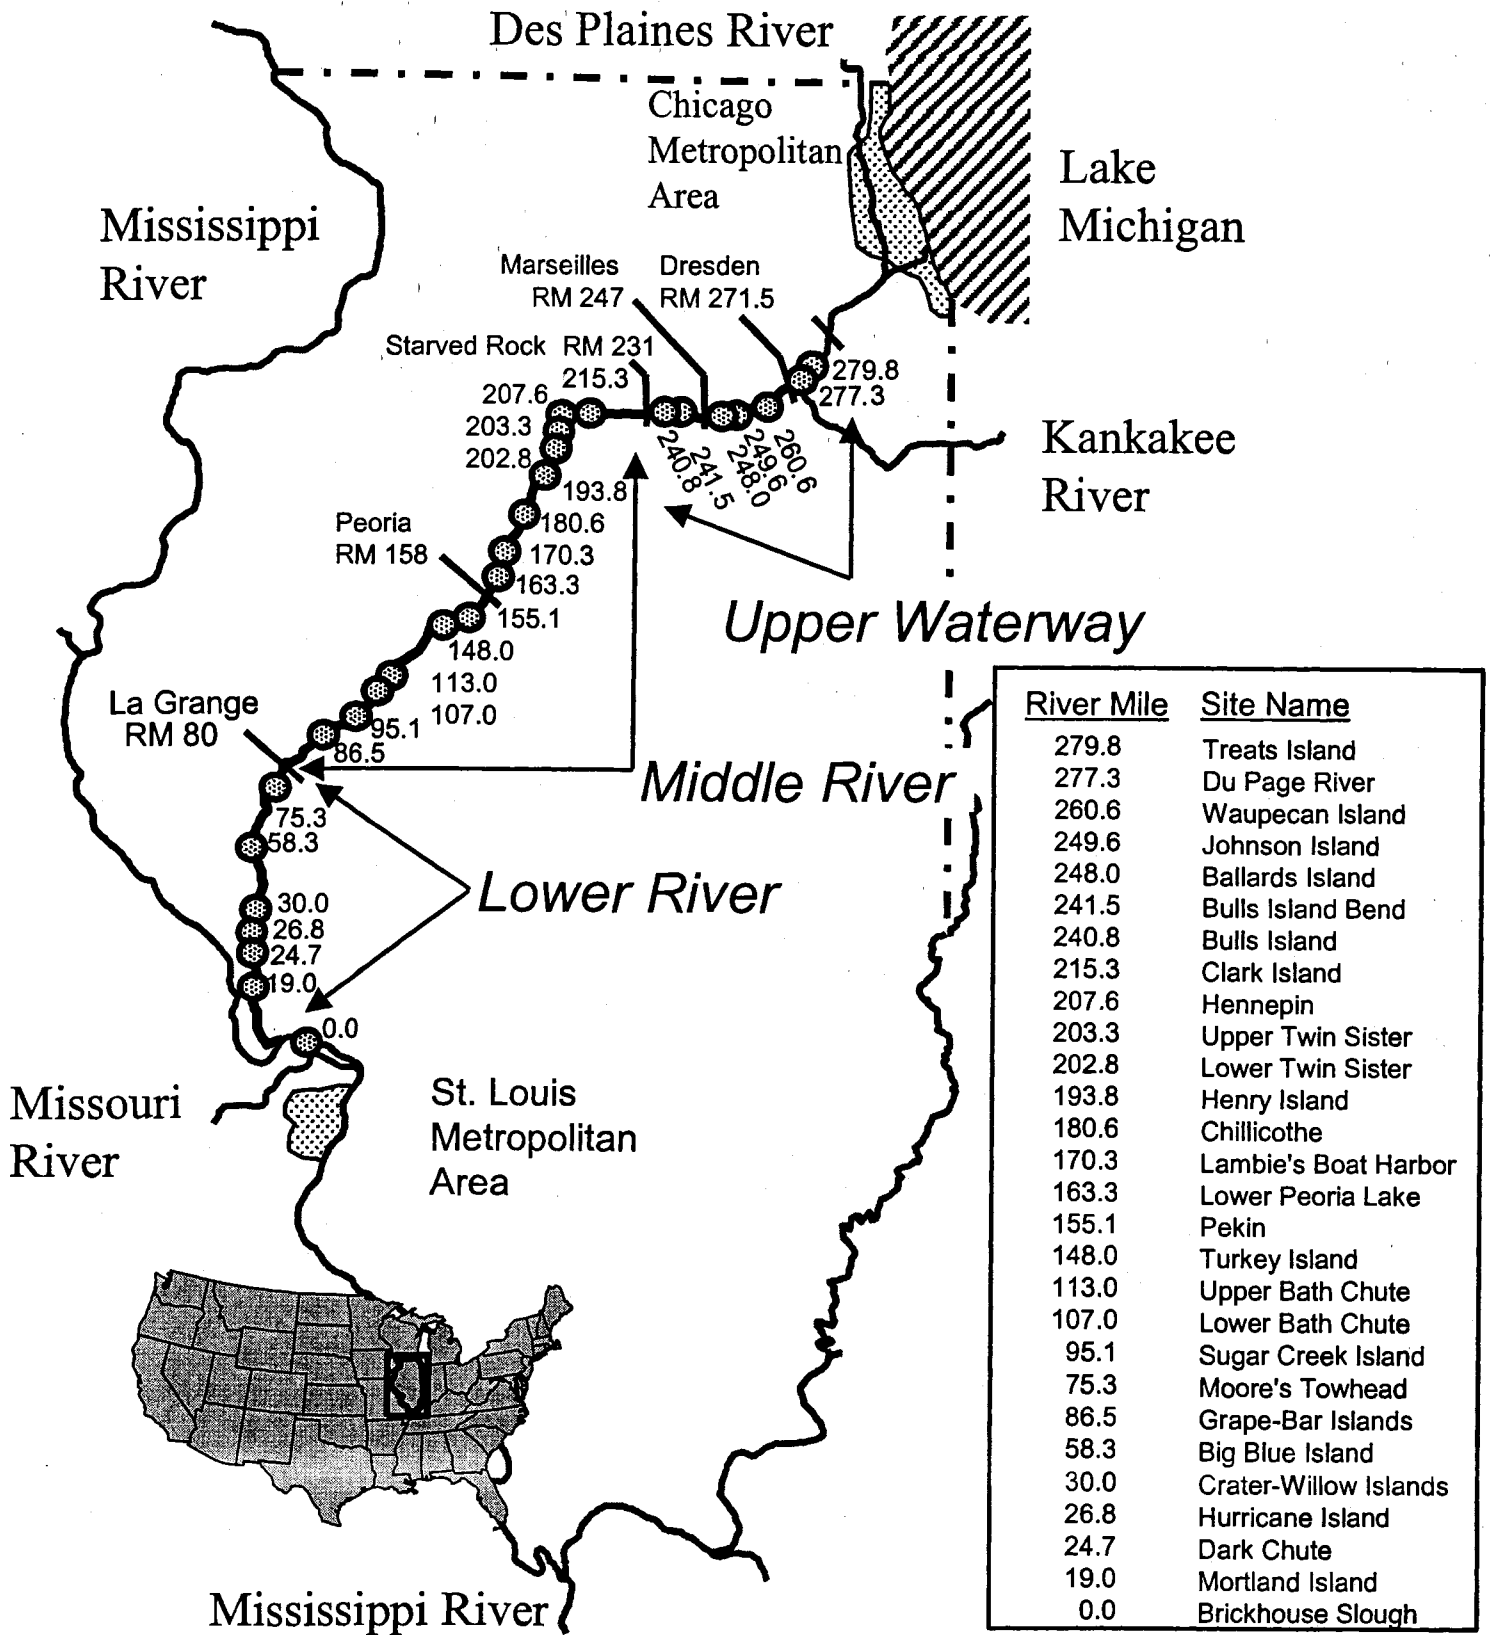 Des Plaines River
Chicago
Metropolitan
Area
Lake
Michigan
Mississippi
River
Marseilles
RM 247
Dresden
RM 271.5
Starved Rock RM 231
215.3
207.6
203.3
202.8
279.8
277.3
260.6
249.6
248.0
241.5
240.8
Kankakee
River
193.8
180.6
170.3
163.3
Peoria
RM 158
155.1
148.0
113.0
107.0
95.1
86.5
Upper Waterway
La Grange
RM 80
Middle River
75.3
58.3
Lower River
30.0
26.8
24.7
19.0
0.0
Missouri
River
St. Louis
Metropolitan
Area
Mississippi River
River Mile Site Name
279.8 Treats Island
277.3 Du Page River
260.6 Waupecan Island
249.6 Johnson Island
248.0 Ballards Island
241.5 Bulls Island Bend
240.8 Bulls Island
215.3 Clark Island
207.6 Hennepin
203.3 Upper Twin Sister
202.8 Lower Twin Sister
193.8 Henry Island
180.6 Chillicothe
170.3 Lambie's Boat Harbor
163.3 Lower Peoria Lake
155.1 Pekin
148.0 Turkey Island
113.0 Upper Bath Chute
107.0 Lower Bath Chute
95.1 Sugar Creek Island
75.3 Moore's Towhead
86.5 Grape-Bar Islands
58.3 Big Blue Island
30.0 Crater-Willow Islands
26.8 Hurricane Island
24.7 Dark Chute
19.0 Mortland Island
0.0 Brickhouse Slough